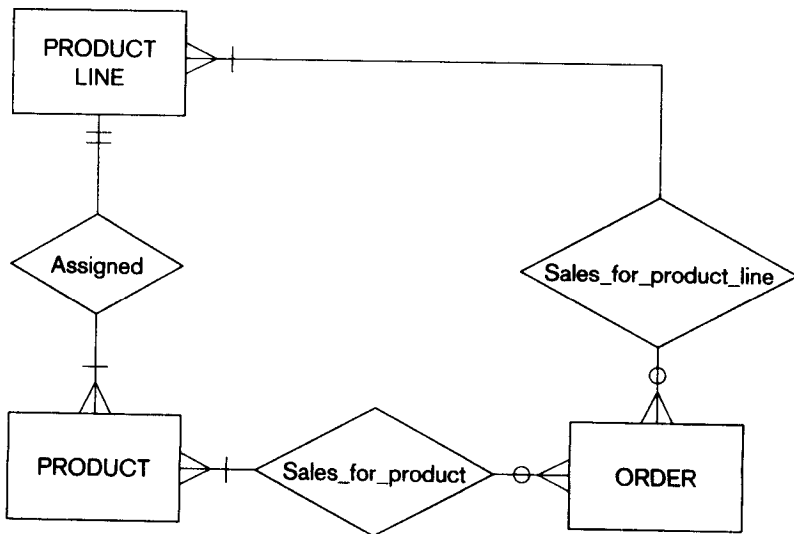 PRODUCT
LINE
Assigned
Sales_for_product_line
PRODUCT
Sales_for_product
ORDER